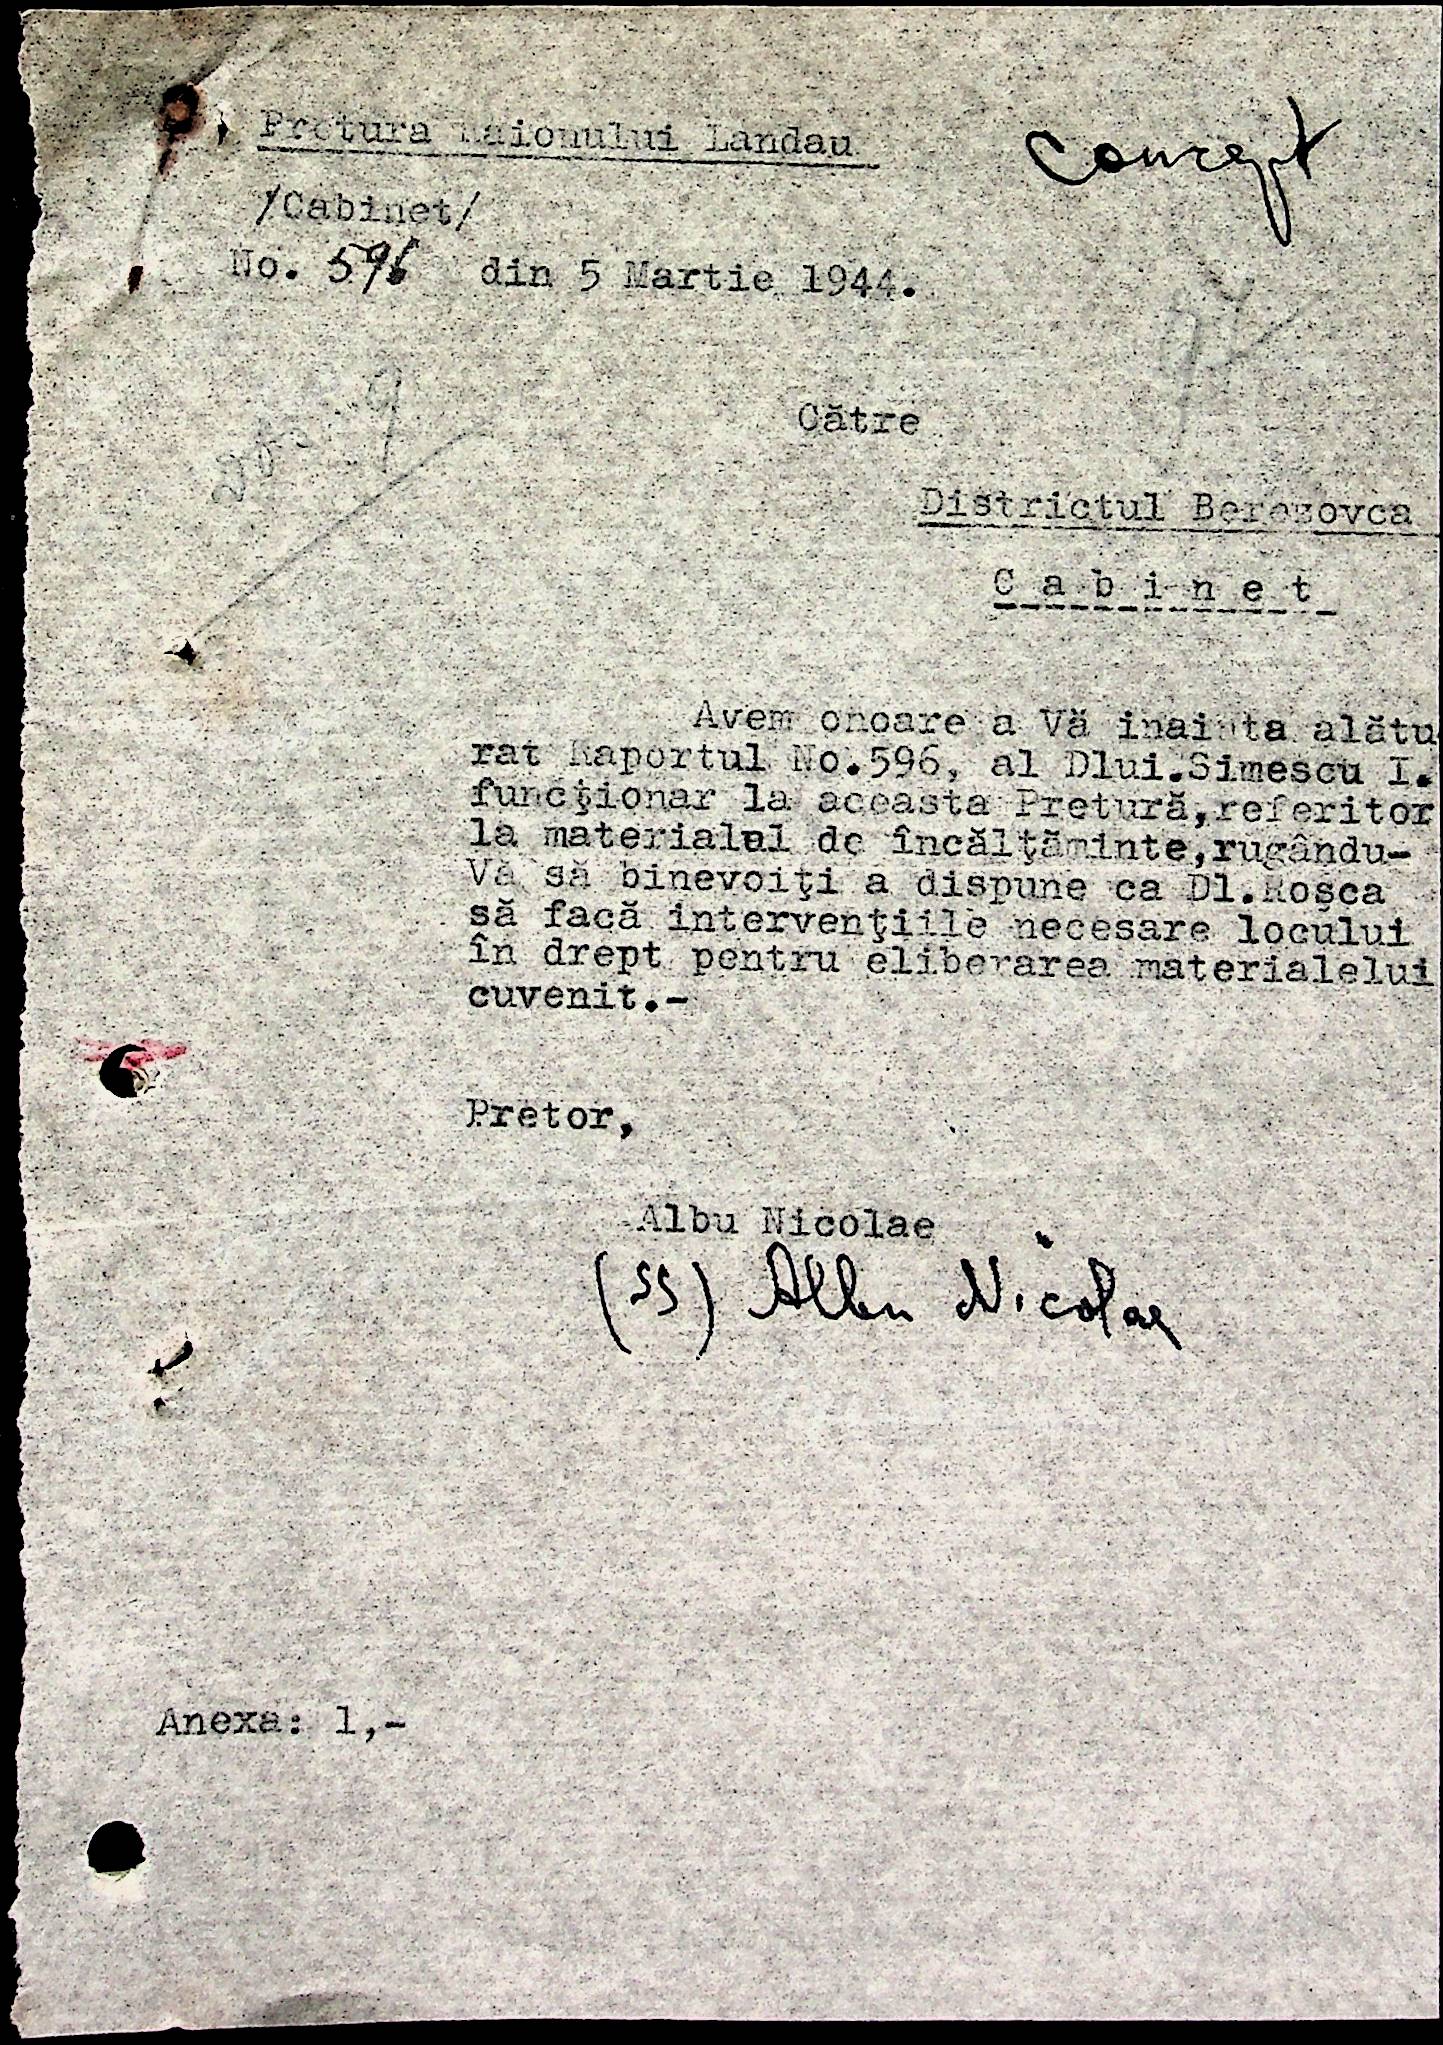 Pretura Raionului Landau
concept
/Cabinet/
No. 596 din 5 Martie 1944.
Către
Districtul Berezovca
C a b i n e t
Avem onoare a Vă inainta alătu
rat Raportul No.596, al Dlui.Simescu I.
funcţionar la aceasta Pretură,referitor
la materialul de încălţăminte,rugându-
Vă să binevoiţi a dispune ca Dl.Roşca
să facă intervenţiile necesare locului
în drept pentru eliberarea materialelui
cuvenit.-
Pretor,
Albu Nicolae
(ss) Albu Nicolae
Anexa: 1,-